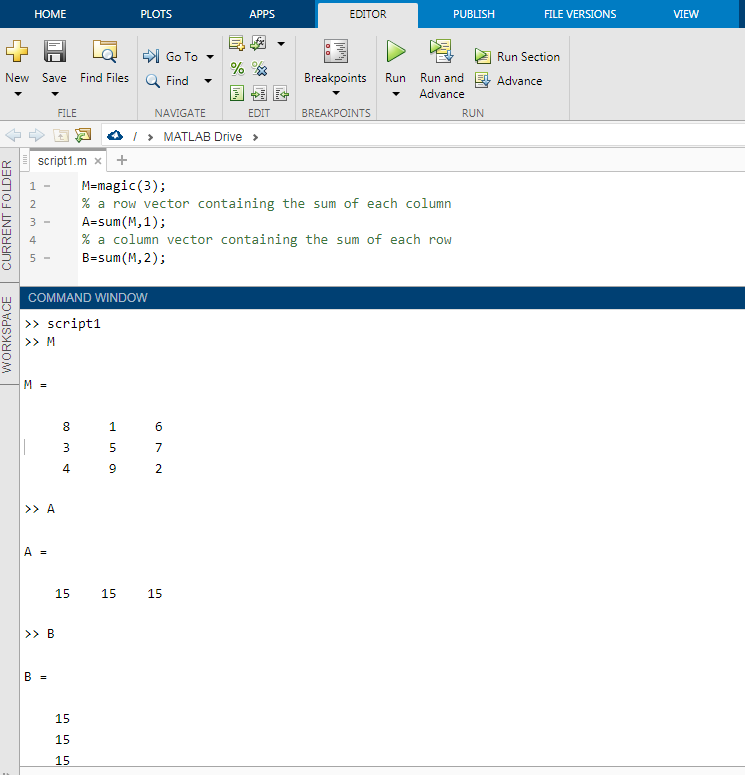 HOME PLOTS APPS EDITOR PUBLISH FILE VERSIONS VIEW
New Save Find Files Go To Find Breakpoints Run Run and Advance Run Section Advance
FILE NAVIGATE EDIT BREAKPOINTS RUN
/ > MATLAB Drive >
CURRENT FOLDER
WORKSPACE
script1.m × +
1 - M=magic(3);
2 % a row vector containing the sum of each column
3 - A=sum(M,1);
4 % a column vector containing the sum of each row
5 - B=sum(M,2);
COMMAND WINDOW
>> script1
>> M
M =
8 1 6
3 5 7
4 9 2
>> A
A =
15 15 15
>> B
B =
15
15
15